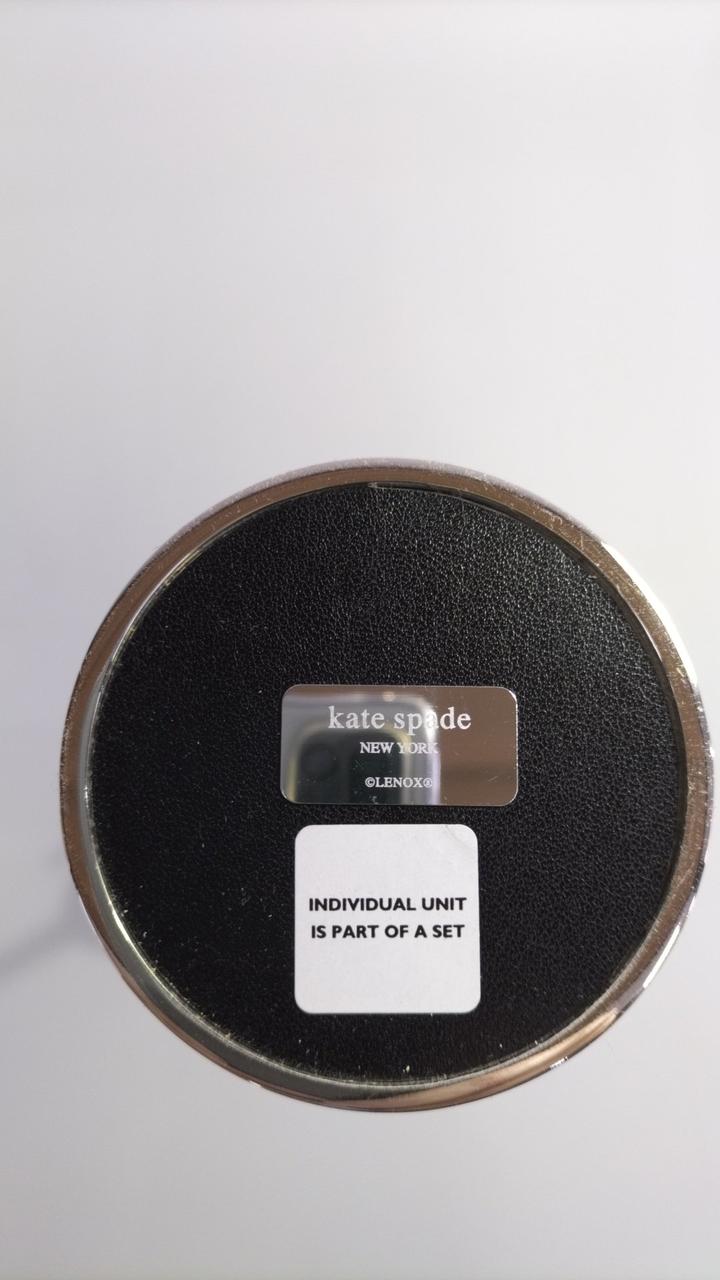 kate spade
NEW YORK
©LENOX®
INDIVIDUAL UNIT
IS PART OF A SET